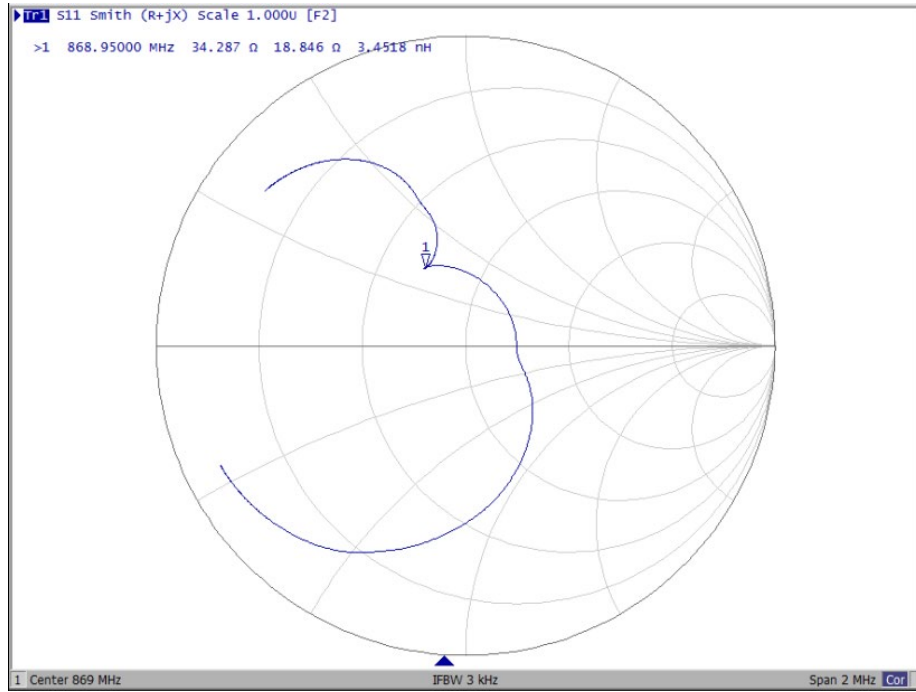 Tr1 S11 Smith (R+jX) Scale 1.000U [F2]
>1 868.95000 MHz 34.287 Ω 18.846 Ω 3.4518 nH
1
1 Center 869 MHz IFBW 3 kHz Span 2 MHz Cor